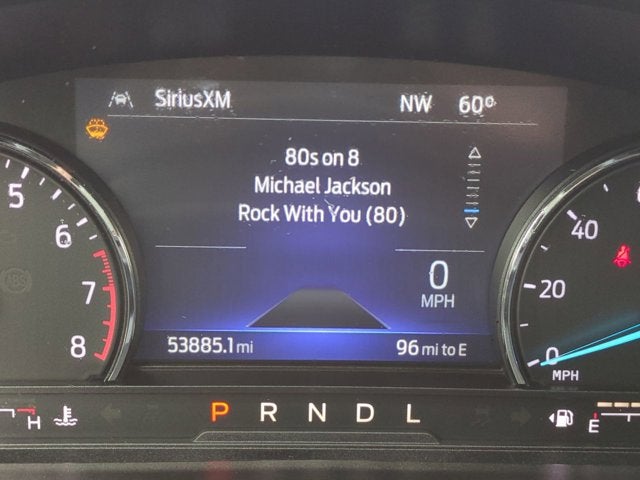 SiriusXM NW 60°
80s on 8
Michael Jackson
Rock With You (80)
5
6
7
8
0
MPH
40
20
0
MPH
53885.1 mi 96 mi to E
P R N D L
H
E